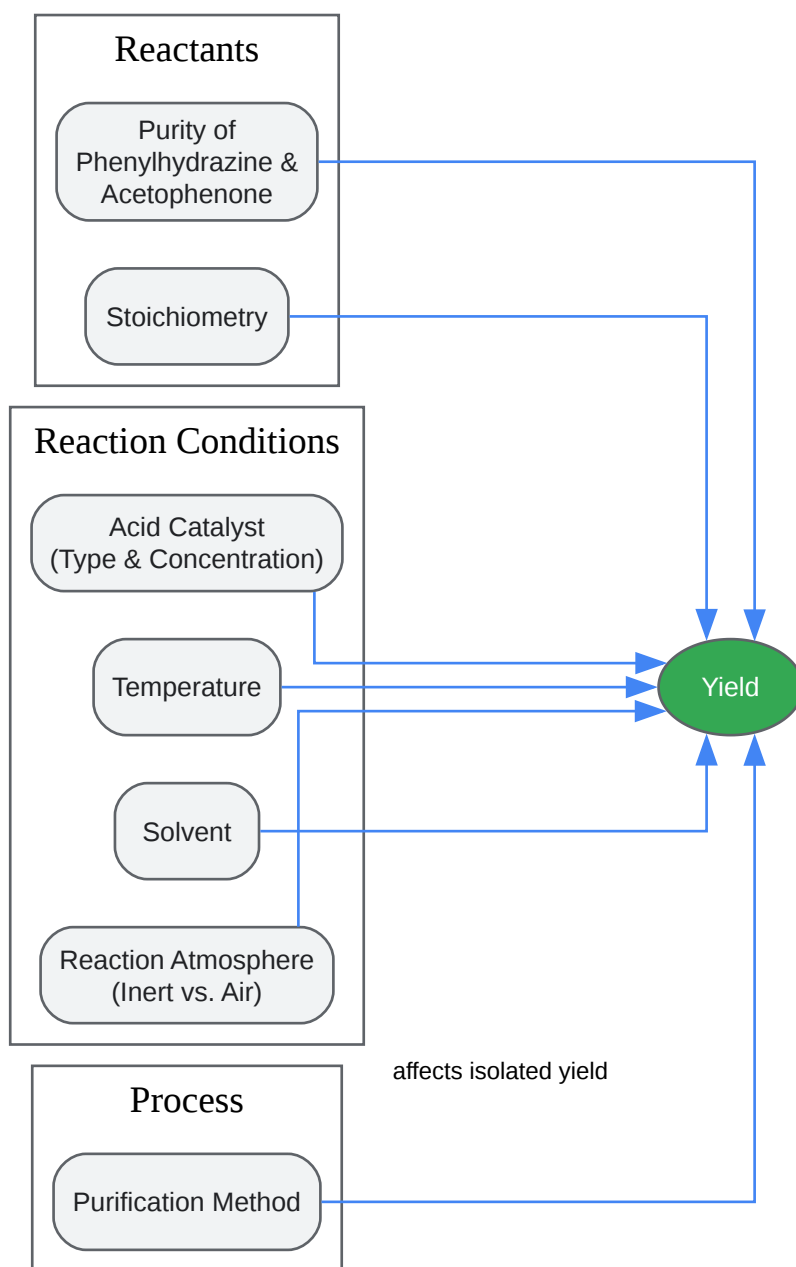 Reactants
Purity of
Phenylhydrazine &
Acetophenone
Stoichiometry
Reaction Conditions
Acid Catalyst
(Type & Concentration)
Temperature
Yield
Solvent
Reaction Atmosphere
(Inert vs. Air)
affects isolated yield
Process
Purification Method